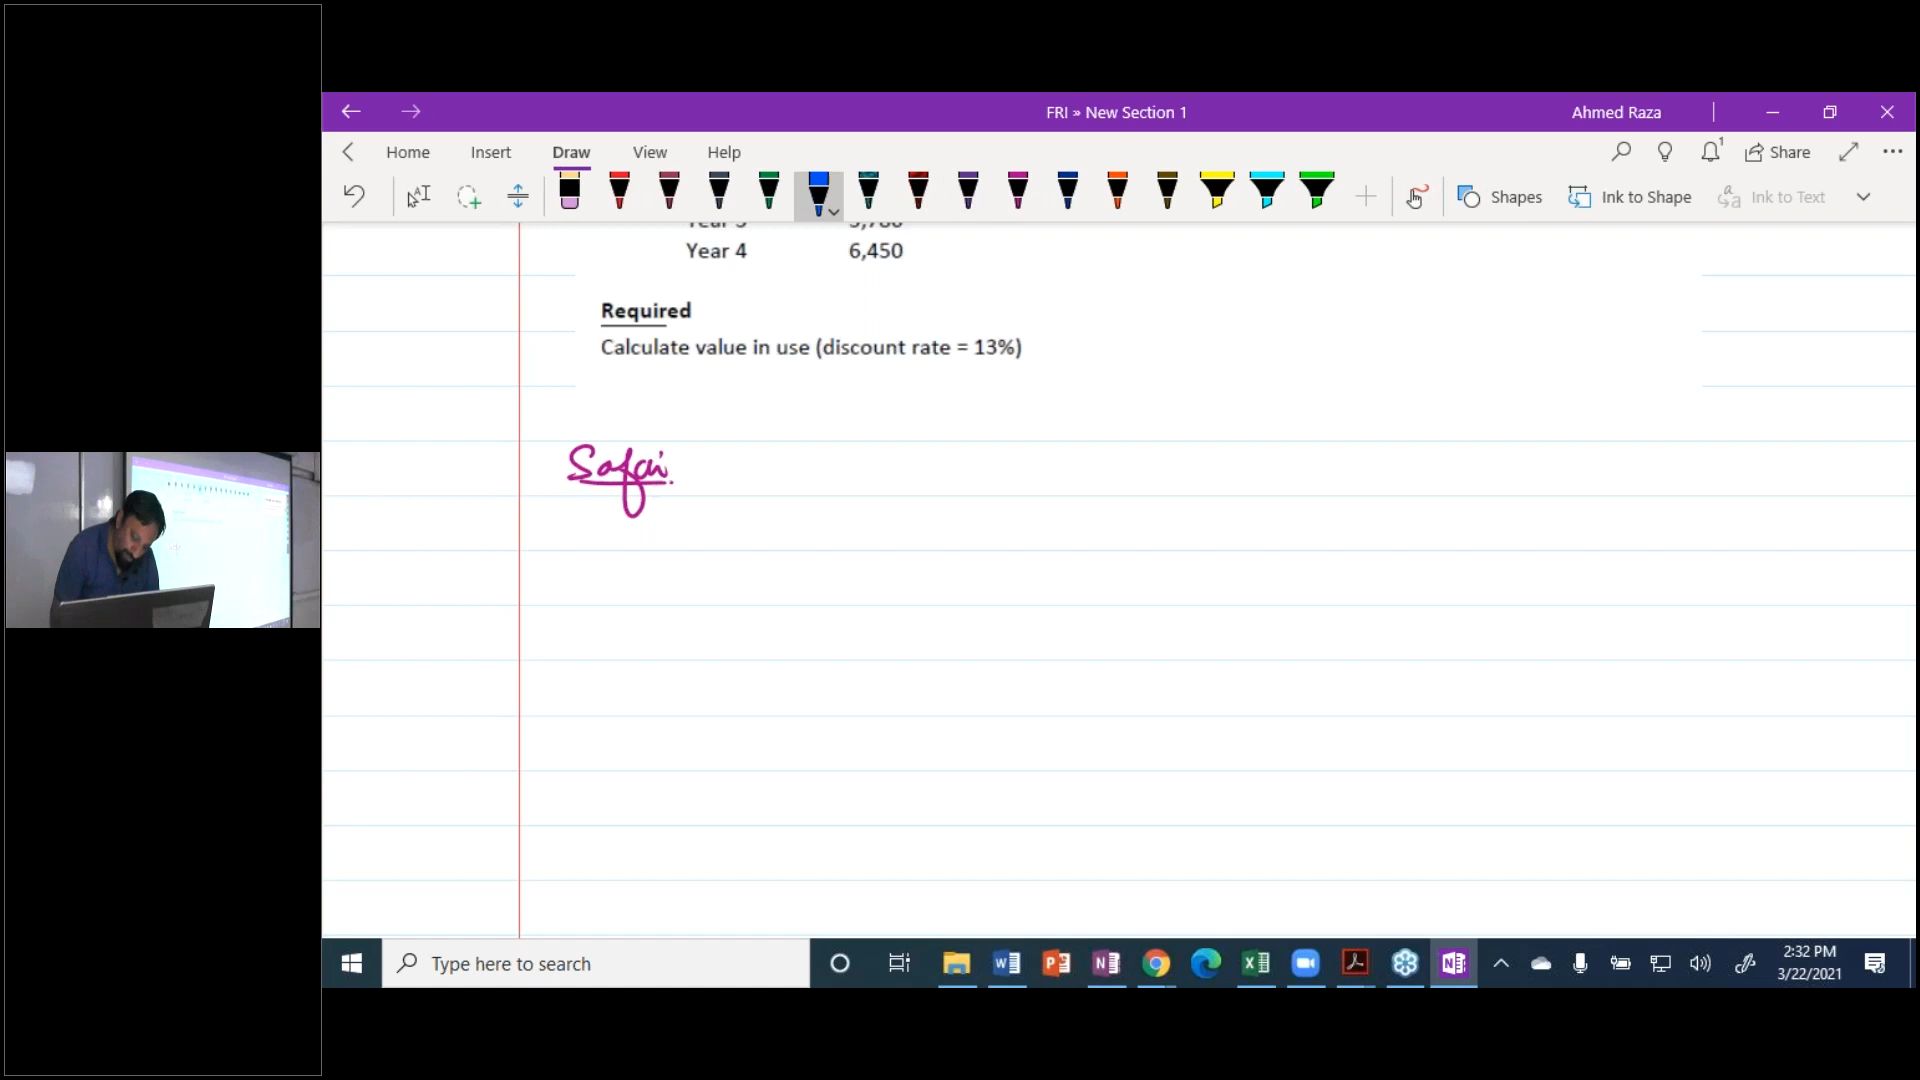 FRI » New Section 1
Ahmed Raza
Home Insert Draw View Help
1
Share
Shapes
Ink to Shape
Ink to Text
Year 4 6,450
Required
Calculate value in use (discount rate = 13%)
Safai
Type here to search
2:32 PM
3/22/2021